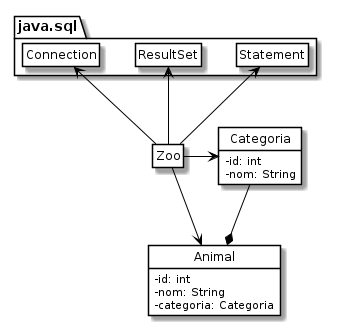 java.sql
Connection
ResultSet
Statement
Zoo
Categoria
-id: int
-nom: String
Animal
-id: int
-nom: String
-categoria: Categoria